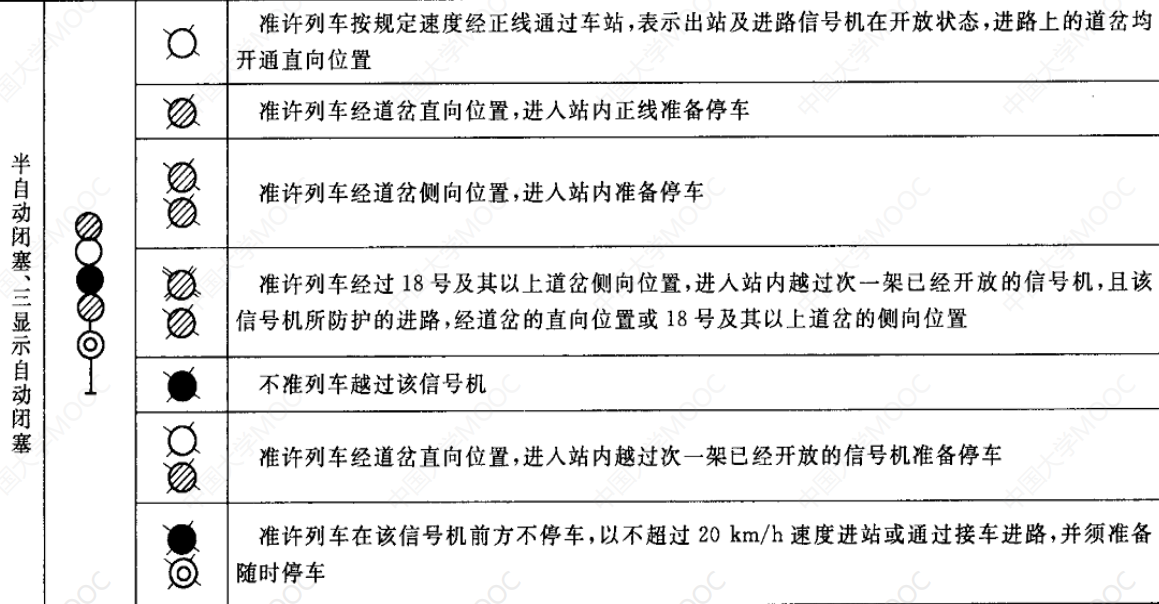 半自动闭塞、三显示自动闭塞
准许列车按规定速度经正线通过车站,表示出站及进路信号机在开放状态,进路上的道岔均
开通直向位置
准许列车经道岔直向位置,进入站内正线准备停车
准许列车经道岔侧向位置,进入站内准备停车
准许列车经过 18 号及其以上道岔侧向位置,进入站内越过次一架已经开放的信号机,且该
信号机所防护的进路,经道岔的直向位置或 18 号及其以上道岔的侧向位置
不准列车越过该信号机
准许列车经道岔直向位置,进入站内越过次一架已经开放的信号机准备停车
准许列车在该信号机前方不停车,以不超过 20 km/h 速度进站或通过接车进路,并须准备
随时停车
中国大学MOOC